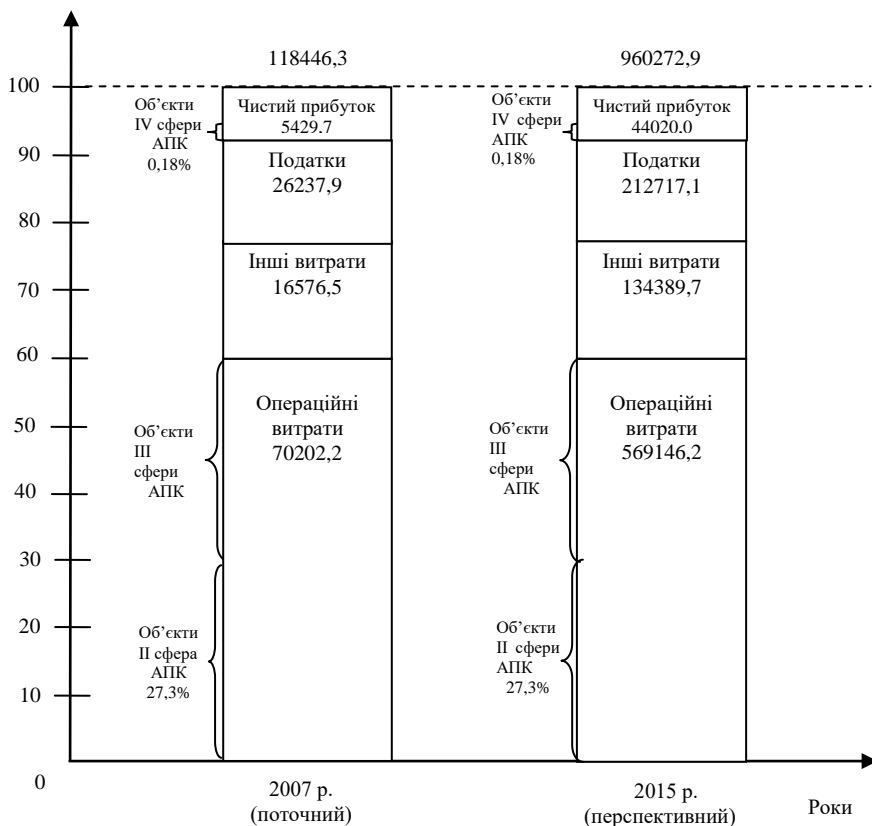 118446,3
960272,9
100
90
80
70
60
50
40
30
20
10
0
Об’єкти
IV сфери
АПК
0,18%
Чистий прибуток
5429.7
Податки
26237,9
Інші витрати
16576,5
Операційні
витрати
70202,2
Об’єкти
III
сфери
АПК
Об’єкти
II сфера
АПК
27,3%
Об’єкти
IV сфери
АПК
0,18%
Чистий прибуток
44020.0
Податки
212717,1
Інші витрати
134389,7
Операційні
витрати
569146,2
Об’єкти
III
сфери
АПК
Об’єкти
II сфери
АПК
27,3%
2007 р.
(поточний)
2015 р.
(перспективний)
Роки